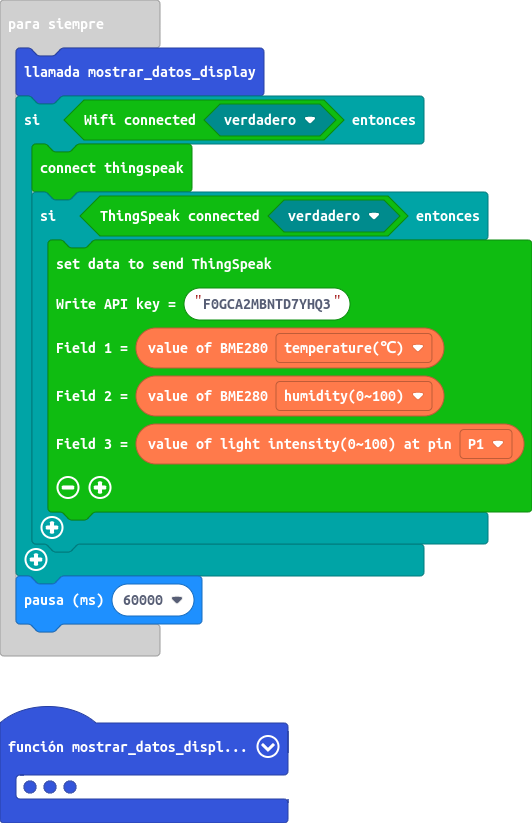 para siempre
llamada mostrar_datos_display
si Wifi connected verdadero entonces
connect thingspeak
si ThingSpeak connected verdadero entonces
set data to send ThingSpeak
Write API key = "F0GCA2MBNTD7YHQ3"
Field 1 = value of BME280 temperature(℃)
Field 2 = value of BME280 humidity(0~100)
Field 3 = value of light intensity(0~100) at pin P1
pausa (ms) 60000
función mostrar_datos_displ...